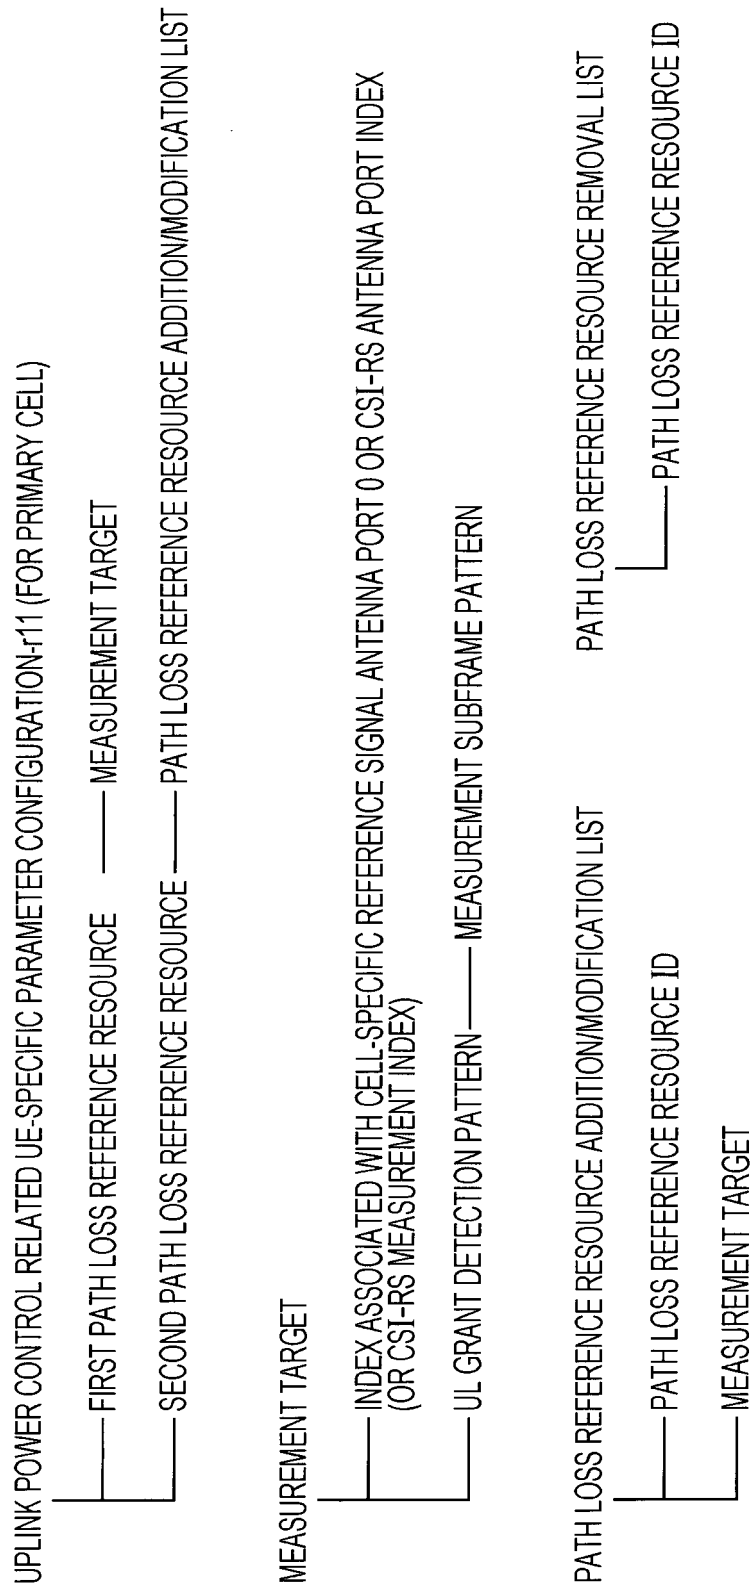 UPLINK POWER CONTROL RELATED UE-SPECIFIC PARAMETER CONFIGURATION-r11 (FOR PRIMARY CELL)
FIRST PATH LOSS REFERENCE RESOURCE MEASUREMENT TARGET
SECOND PATH LOSS REFERENCE RESOURCE PATH LOSS REFERENCE RESOURCE ADDITION/MODIFICATION LIST
MEASUREMENT TARGET
INDEX ASSOCIATED WITH CELL-SPECIFIC REFERENCE SIGNAL ANTENNA PORT 0 OR CSI-RS ANTENNA PORT INDEX
(OR CSI-RS MEASUREMENT INDEX)
UL GRANT DETECTION PATTERN MEASUREMENT SUBFRAME PATTERN
PATH LOSS REFERENCE RESOURCE ADDITION/MODIFICATION LIST
PATH LOSS REFERENCE RESOURCE ID
MEASUREMENT TARGET
PATH LOSS REFERENCE RESOURCE REMOVAL LIST
PATH LOSS REFERENCE RESOURCE ID